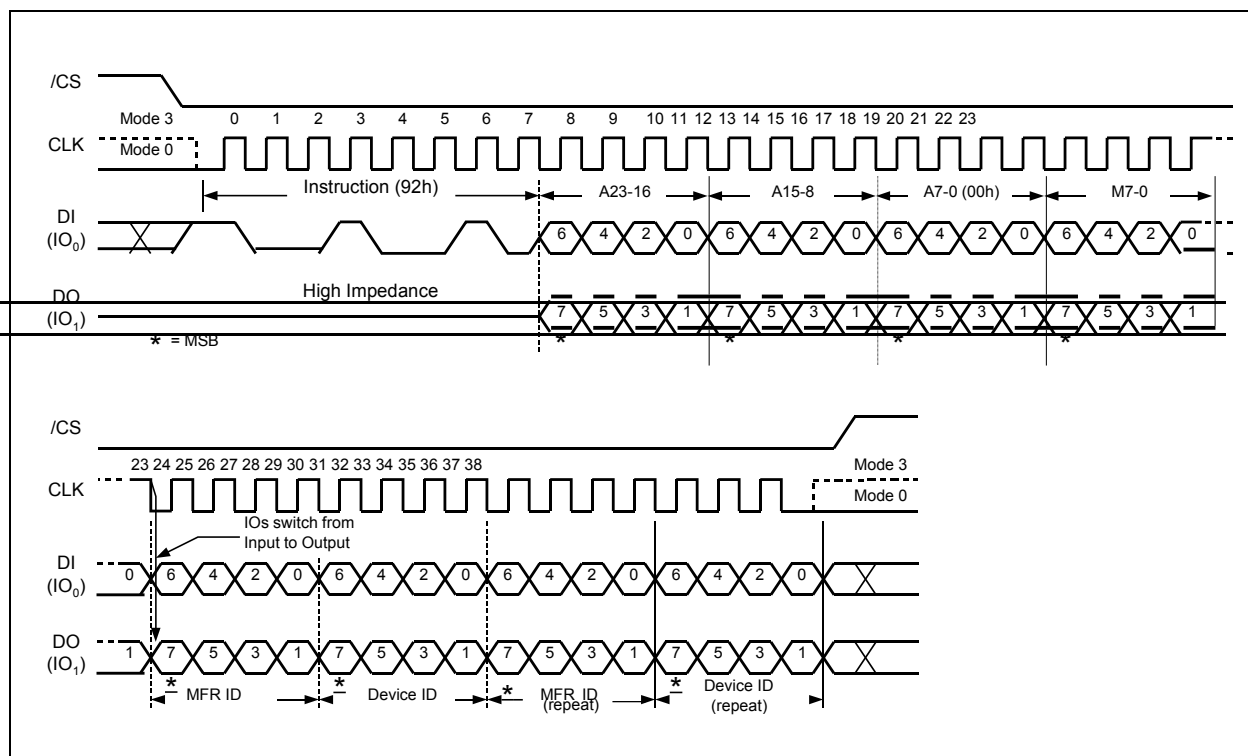 /CS
Mode 3 0 1 2 3 4 5 6 7 8 9 10 11 12 13 14 15 16 17 18 19 20 21 22 23
CLK Mode 0
Instruction (92h) A23-16 A15-8 A7-0 (00h) M7-0
DI
(IO0) 6 4 2 0 6 4 2 0 6 4 2 0 6 4 2 0
DO High Impedance
(IO1) 7 5 3 1 7 5 3 1 7 5 3 1 7 5 3 1
* = MSB * * * *
/CS
23 24 25 26 27 28 29 30 31 32 33 34 35 36 37 38 Mode 3
CLK Mode 0
IOs switch from
Input to Output
DI
(IO0) 0 6 4 2 0 6 4 2 0 6 4 2 0 6 4 2 0
DO
(IO1) 1 7 5 3 1 7 5 3 1 7 5 3 1 7 5 3 1
* MFR ID * Device ID * MFR ID (repeat) * Device ID (repeat)